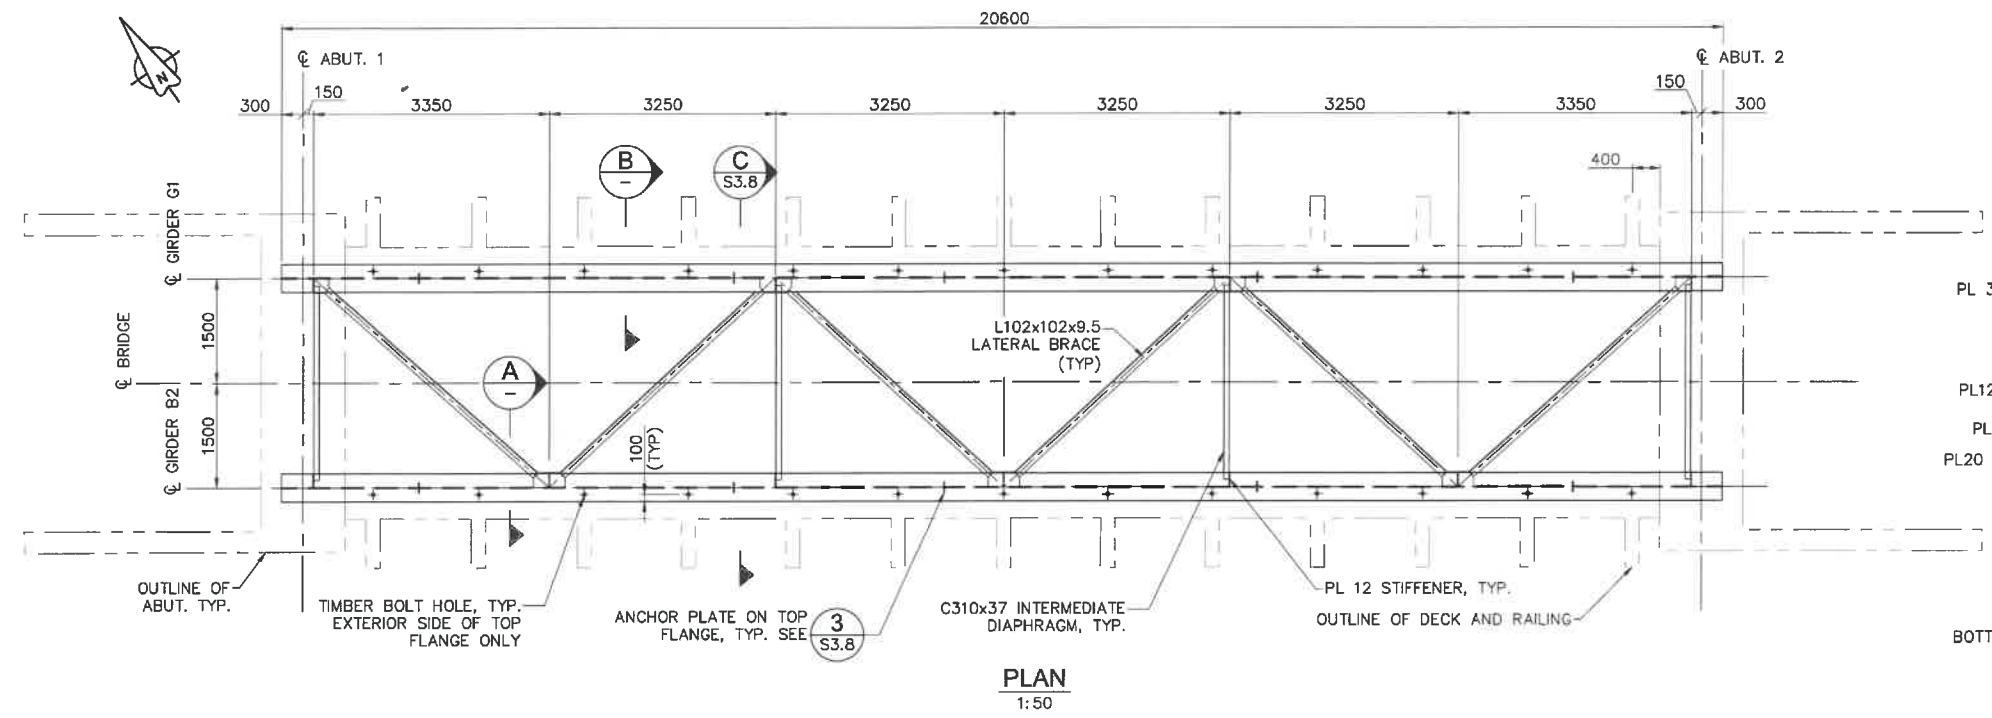 20600
℄ ABUT. 1
℄ ABUT. 2
N
300
150
3350
3250
3250
3250
3250
3350
150
300
400
B
–
C
S3.8
℄ GIRDER G1
℄ BRIDGE
℄ GIRDER B2
1500
1500
A
–
100
(TYP)
L102x102x9.5
LATERAL BRACE
(TYP)
PL 3
PL12
PL
PL20
BOTT
OUTLINE OF
ABUT. TYP.
TIMBER BOLT HOLE, TYP.
EXTERIOR SIDE OF TOP
FLANGE ONLY
ANCHOR PLATE ON TOP
FLANGE, TYP. SEE
3
S3.8
C310x37 INTERMEDIATE
DIAPHRAGM, TYP.
PL 12 STIFFENER, TYP.
OUTLINE OF DECK AND RAILING
PLAN
1:50